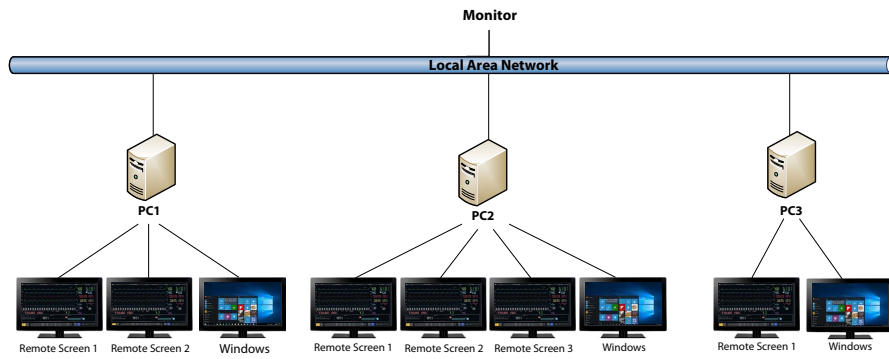 Monitor
Local Area Network
PC1
PC2
PC3
Remote Screen 1
Remote Screen 2
Windows
Remote Screen 1
Remote Screen 2
Remote Screen 3
Windows
Remote Screen 1
Windows